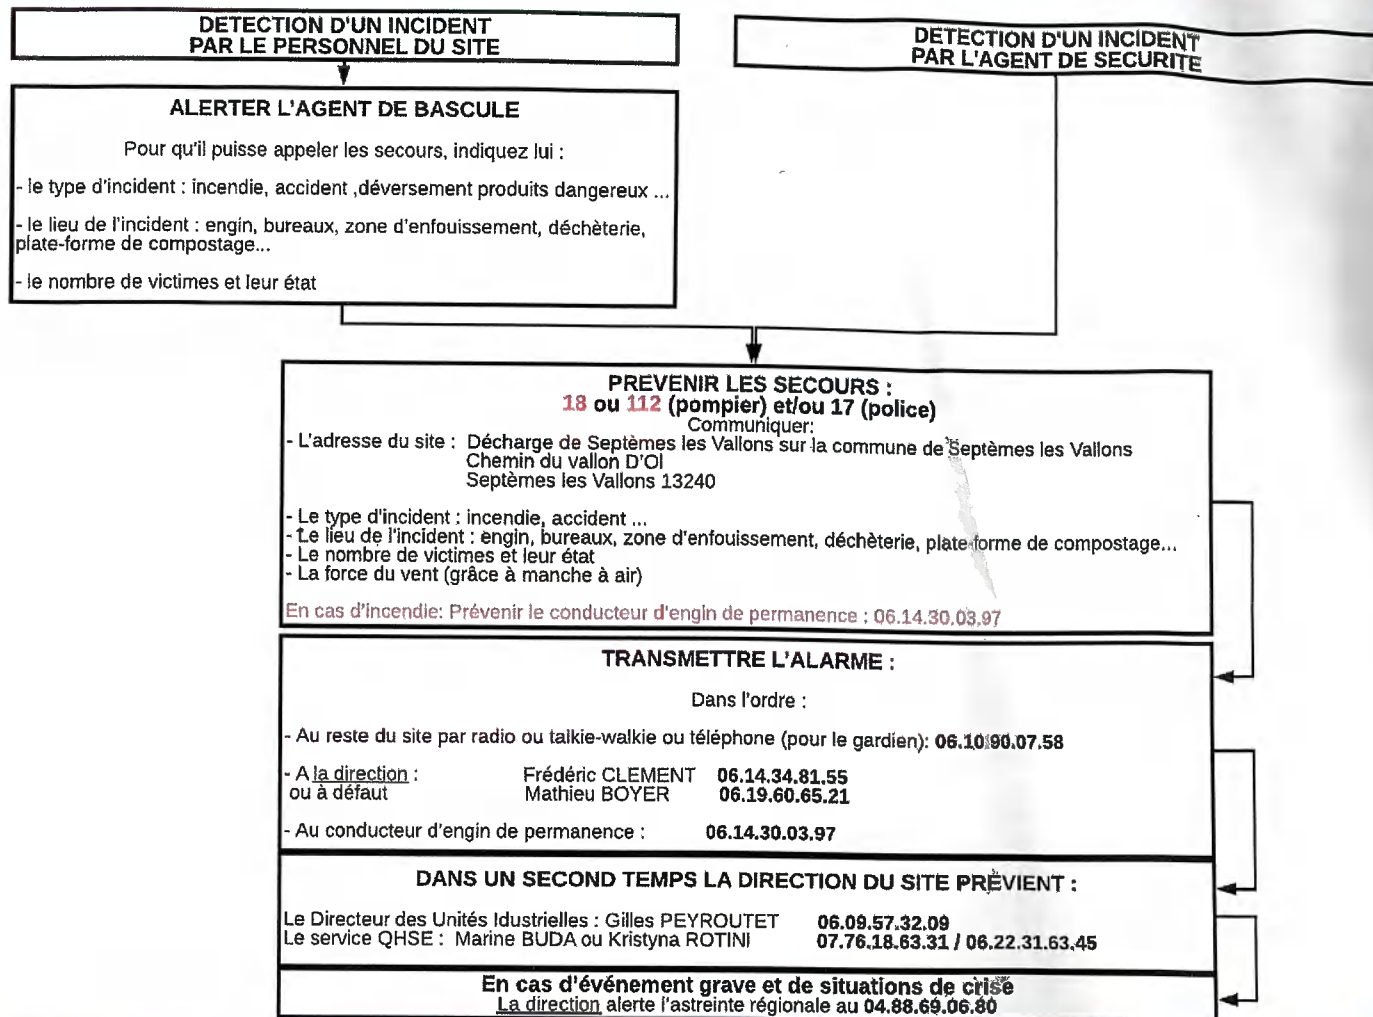 DETECTION D'UN INCIDENT
PAR LE PERSONNEL DU SITE
DETECTION D'UN INCIDENT
PAR L'AGENT DE SECURITE
ALERTER L'AGENT DE BASCULE
Pour qu'il puisse appeler les secours, indiquez lui :
- le type d'incident : incendie, accident ,déversement produits dangereux ...
- le lieu de l'incident : engin, bureaux, zone d'enfouissement, déchèterie,
plate-forme de compostage...
- le nombre de victimes et leur état
PREVENIR LES SECOURS :
18 ou 112 (pompier) et/ou 17 (police)
Communiquer:
- L'adresse du site : Décharge de Septèmes les Vallons sur la commune de Septèmes les Vallons
Chemin du vallon D'Ol
Septèmes les Vallons 13240
- Le type d'incident : incendie, accident ...
- Le lieu de l'incident : engin, bureaux, zone d'enfouissement, déchèterie, plate-forme de compostage...
- Le nombre de victimes et leur état
- La force du vent (grâce à manche à air)
En cas d'incendie: Prévenir le conducteur d'engin de permanence : 06.14.30.03.97
TRANSMETTRE L'ALARME :
Dans l'ordre :
- Au reste du site par radio ou talkie-walkie ou téléphone (pour le gardien): 06.10.90.07.58
- A la direction : Frédéric CLEMENT 06.14.34.81.55
ou à défaut Mathieu BOYER 06.19.60.65.21
- Au conducteur d'engin de permanence : 06.14.30.03.97
DANS UN SECOND TEMPS LA DIRECTION DU SITE PRÉVIENT :
Le Directeur des Unités Idustrielles : Gilles PEYROUTET 06.09.57.32.09
Le service QHSE : Marine BUDA ou Kristyna ROTINI 07.76.18.63.31 / 06.22.31.63.45
En cas d'événement grave et de situations de crise
La direction alerte l'astreinte régionale au 04.88.69.06.80